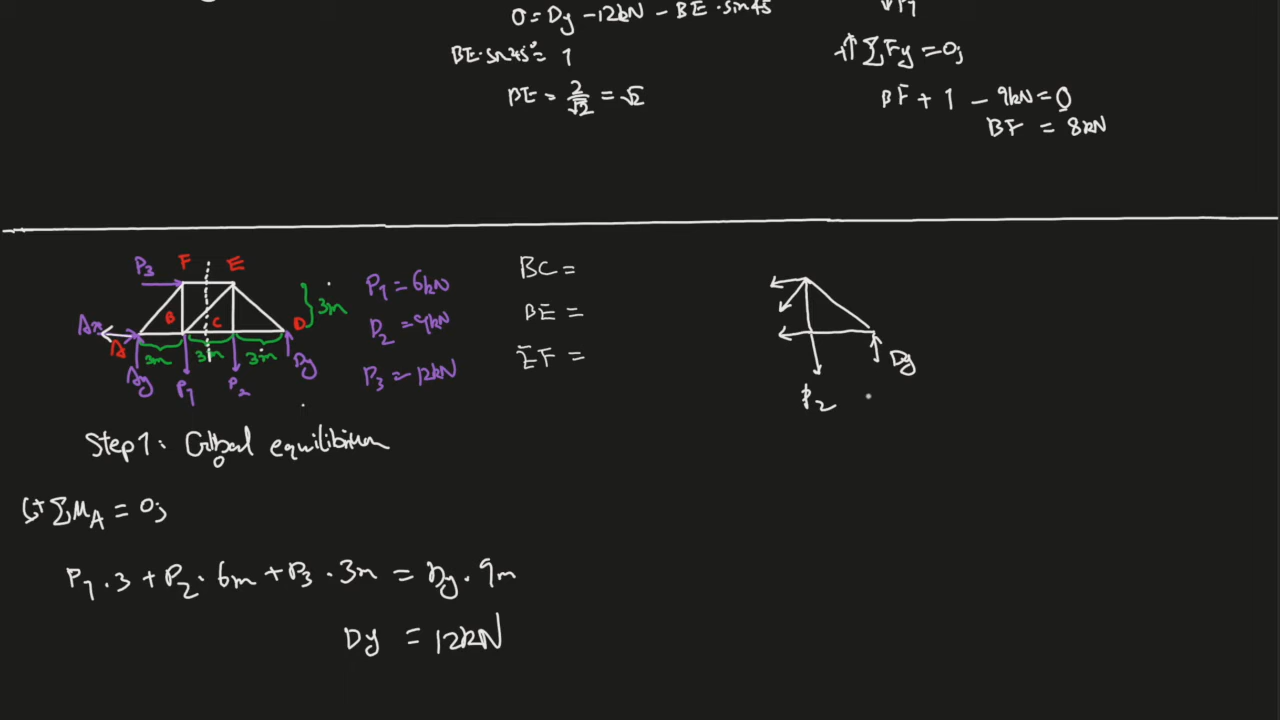 0 = Dy - 12kN - BE · sin45
BE · sin45° = 1
BE = 2/√2 = √2
↓P1
+↑ ΣFy = 0;
BF + 1 - 9kN = 0
BF = 8kN
P3
F
E
B
C
D
A
Ax
Ay
3m
3m
3m
3m
P1
P2
Dy
P1 = 6kN
P2 = 9kN
P3 = 12kN
BC =
BE =
EF =
Dy
P2
Step 1: Global equilibrium
↺+ ΣMA = 0;
P1 · 3 + P2 · 6m + P3 · 3m = Dy · 9m
Dy = 12kN